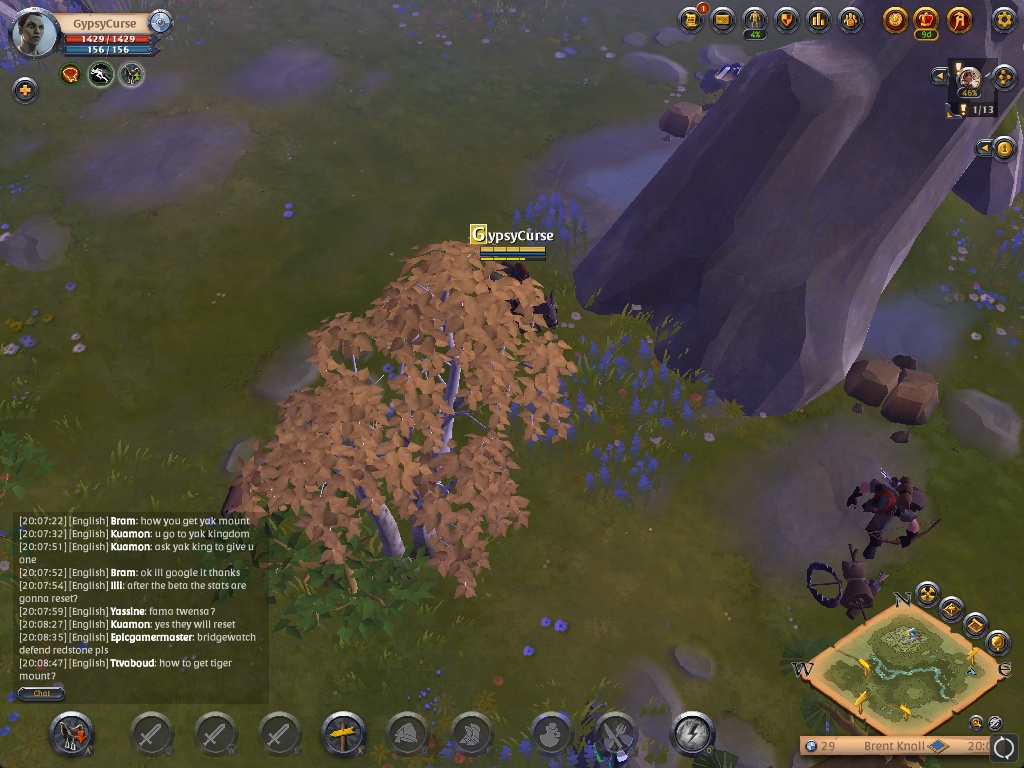 GypsyCurse
1429 / 1429
156 / 156
1
4%
9d
46%
1/13
1
GypsyCurse
[20:07:22] [English] Bram: how you get yak mount
[20:07:32] [English] Kuamon: u go to yak kingdom
[20:07:51] [English] Kuamon: ask yak king to give u
one
[20:07:52] [English] Bram: ok ill google it thanks
[20:07:54] [English] Illl: after the beta the stats are
gonna reset?
[20:07:59] [English] Yassine: fama twensa ?
[20:08:27] [English] Kuamon: yes they will reset
[20:08:35] [English] Epicgamermaster: bridgewatch
defend redstone pls
[20:08:47] [English] Ttvaboud: how to get tiger
mount?
Chat
N
W
E
A
Q
W
E
R
F
29
Brent Knoll